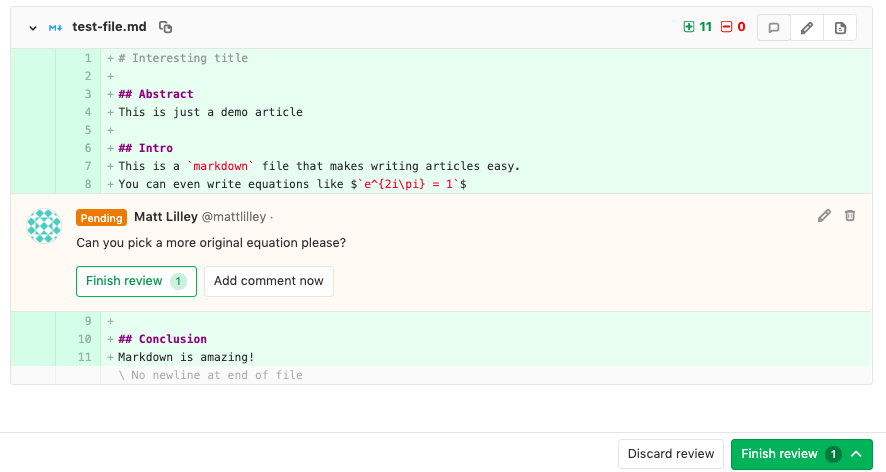 test-file.md
11 0
1 + # Interesting title
2 +
3 + ## Abstract
4 + This is just a demo article
5 +
6 + ## Intro
7 + This is a `markdown` file that makes writing articles easy.
8 + You can even write equations like $`e^{2i\pi} = 1`$
Pending Matt Lilley @mattlilley ·
Can you pick a more original equation please?
Finish review 1 Add comment now
9 +
10 + ## Conclusion
11 + Markdown is amazing!
\ No newline at end of file
Discard review Finish review 1